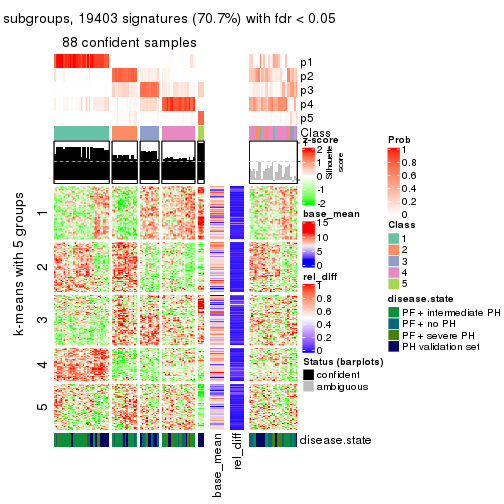 subgroups, 19403 signatures (70.7%) with fdr < 0.05
88 confident samples
p1
p2
p3
p4
p5
Class
z-score
2
1
0
-1
-2
Silhouette
score
1
base_mean
15
10
5
0
rel_diff
1
0.8
0.6
0.4
0.2
0
Status (barplots)
confident
ambiguous
Prob
1
0.8
0.6
0.4
0.2
0
Class
1
2
3
4
5
disease.state
PF+ intermediate PH
PF+ no PH
PF+ severe PH
PH validation set
k-means with 5 groups
1
2
3
4
5
base_mean
rel_diff
disease.state